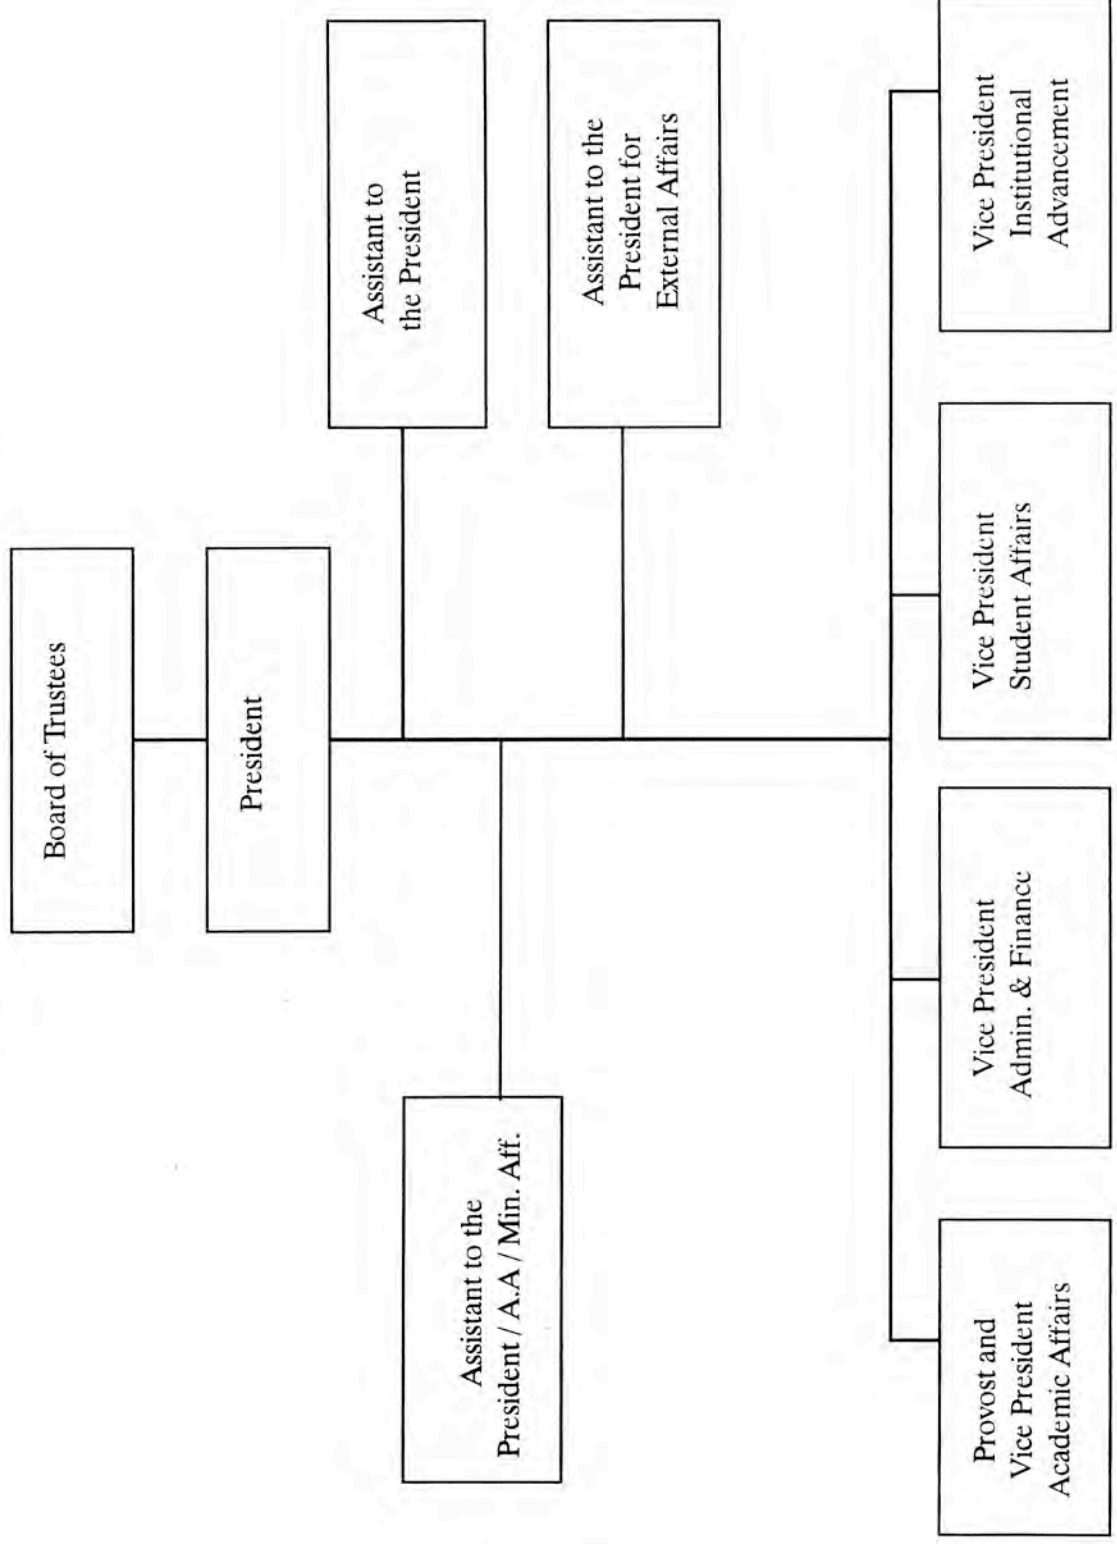 Board of Trustees
President
Assistant to
the President
Assistant to the
President / A.A / Min. Aff.
Assistant to the
President for
External Affairs
Provost and
Vice President
Academic Affairs
Vice President
Admin. & Finance
Vice President
Student Affairs
Vice President
Institutional
Advancement